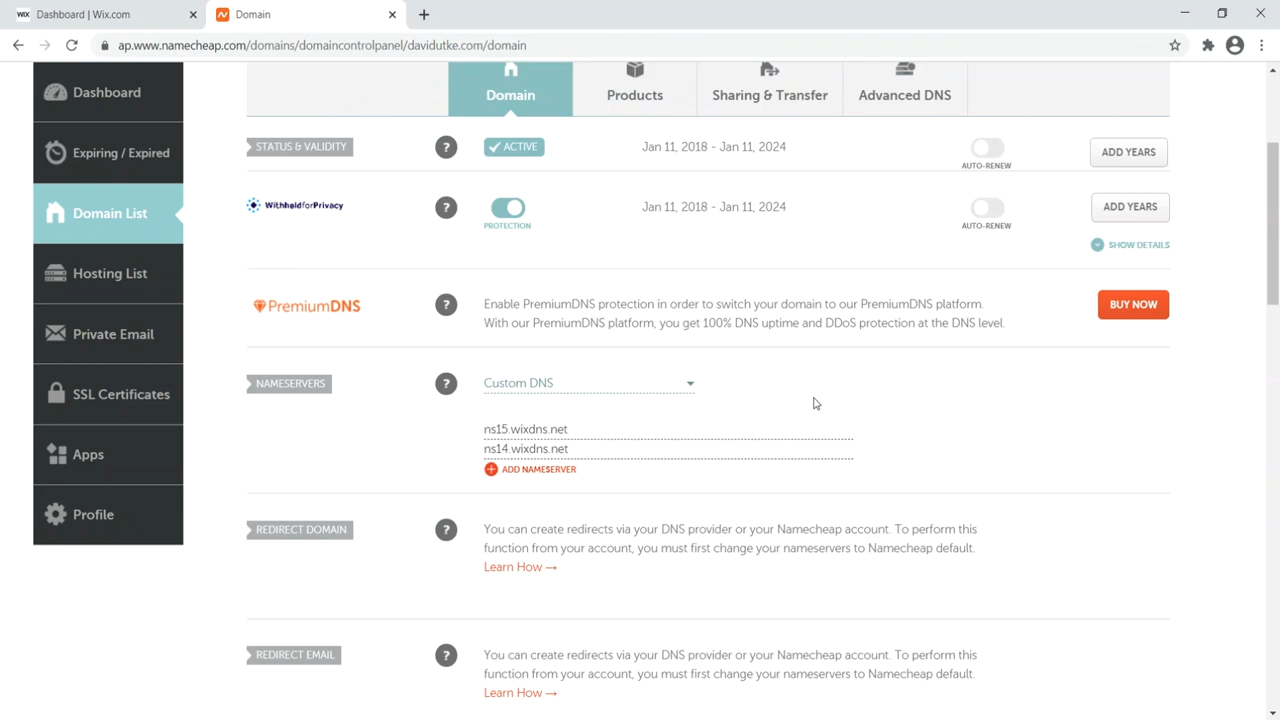 WIX Dashboard | Wix.com
Domain
ap.www.namecheap.com/domains/domaincontrolpanel/davidutke.com/domain
Dashboard
Expiring / Expired
Domain List
Hosting List
Private Email
SSL Certificates
Apps
Profile
Domain
Products
Sharing & Transfer
Advanced DNS
STATUS & VALIDITY
?
ACTIVE
Jan 11, 2018 - Jan 11, 2024
AUTO-RENEW
ADD YEARS
WithheldforPrivacy
?
PROTECTION
Jan 11, 2018 - Jan 11, 2024
AUTO-RENEW
ADD YEARS
SHOW DETAILS
PremiumDNS
?
Enable PremiumDNS protection in order to switch your domain to our PremiumDNS platform.
With our PremiumDNS platform, you get 100% DNS uptime and DDoS protection at the DNS level.
BUY NOW
NAMESERVERS
?
Custom DNS
ns15.wixdns.net
ns14.wixdns.net
ADD NAMESERVER
REDIRECT DOMAIN
?
You can create redirects via your DNS provider or your Namecheap account. To perform this
function from your account, you must first change your nameservers to Namecheap default.
Learn How →
REDIRECT EMAIL
?
You can create redirects via your DNS provider or your Namecheap account. To perform this
function from your account, you must first change your nameservers to Namecheap default.
Learn How →